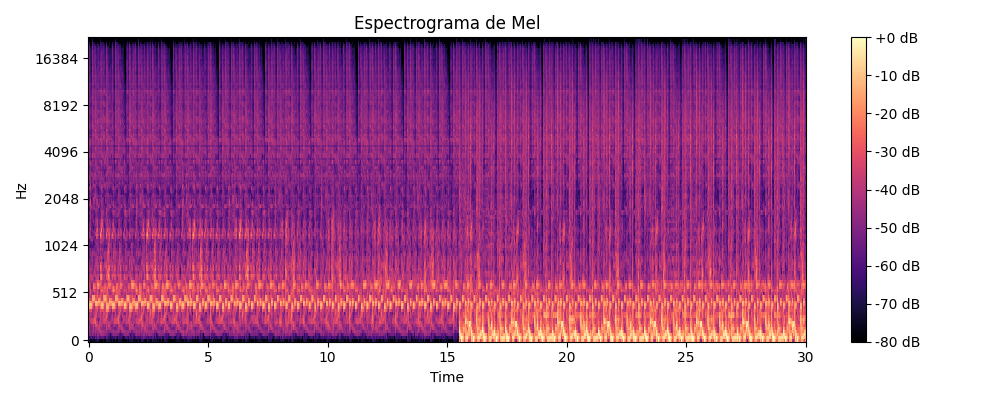 Espectrograma de Mel
Hz
16384
8192
4096
2048
1024
512
0
0 5 10 15 20 25 30
Time
+0 dB
-10 dB
-20 dB
-30 dB
-40 dB
-50 dB
-60 dB
-70 dB
-80 dB